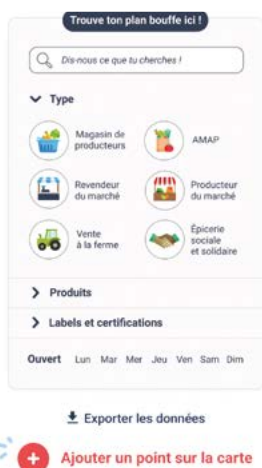 Trouve ton plan bouffe ici !
Dis-nous ce que tu cherches !
Type
Magasin de
producteurs
AMAP
Revendeur
du marché
Producteur
du marché
Vente
à la ferme
Épicerie
sociale
et solidaire
Produits
Labels et certifications
Ouvert Lun Mar Mer Jeu Ven Sam Dim
Exporter les données
Ajouter un point sur la carte